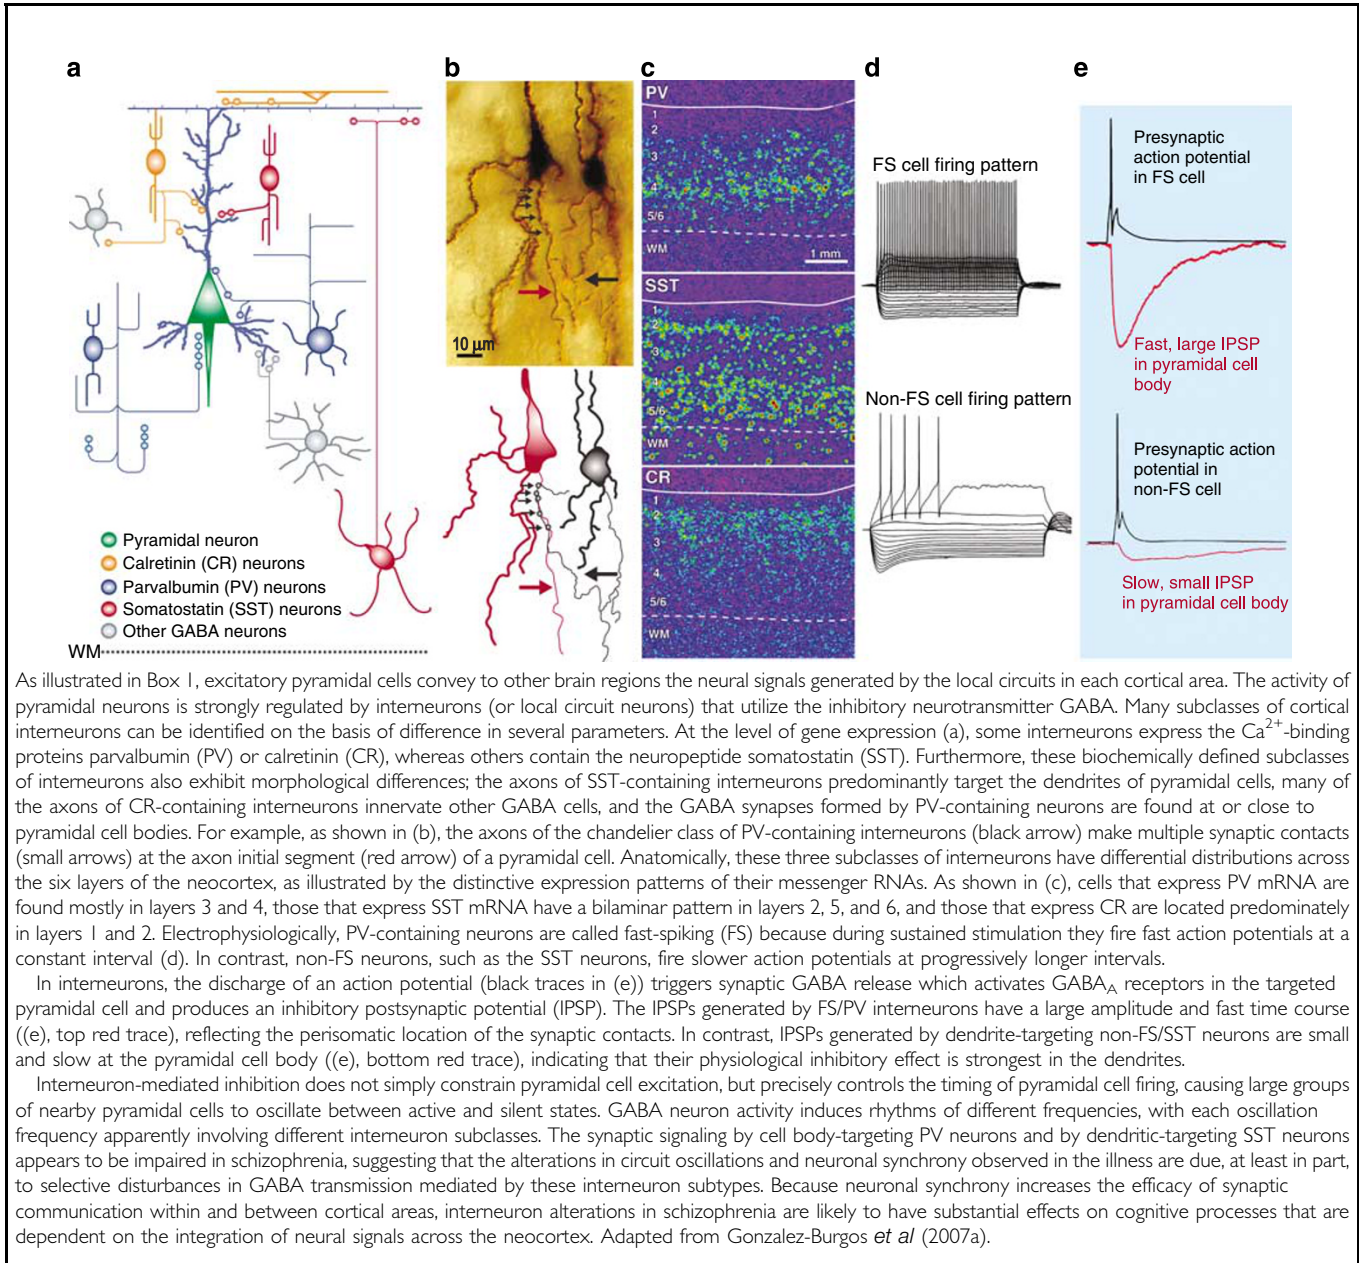 a
b
c
d
e
PV
1
2
3
4
5/6
WM
1 mm
SST
1
2
3
4
5/6
WM
CR
1
2
3
4
5/6
WM
10 µm
FS cell firing pattern
Non-FS cell firing pattern
Presynaptic
action potential
in FS cell
Fast, large IPSP
in pyramidal cell
body
Presynaptic action
potential in
non-FS cell
Slow, small IPSP
in pyramidal cell body
Pyramidal neuron
Calretinin (CR) neurons
Parvalbumin (PV) neurons
Somatostatin (SST) neurons
Other GABA neurons
WM
As illustrated in Box 1, excitatory pyramidal cells convey to other brain regions the neural signals generated by the local circuits in each cortical area. The activity of
pyramidal neurons is strongly regulated by interneurons (or local circuit neurons) that utilize the inhibitory neurotransmitter GABA. Many subclasses of cortical
interneurons can be identified on the basis of difference in several parameters. At the level of gene expression (a), some interneurons express the Ca²⁺-binding
proteins parvalbumin (PV) or calretinin (CR), whereas others contain the neuropeptide somatostatin (SST). Furthermore, these biochemically defined subclasses
of interneurons also exhibit morphological differences; the axons of SST-containing interneurons predominantly target the dendrites of pyramidal cells, many of
the axons of CR-containing interneurons innervate other GABA cells, and the GABA synapses formed by PV-containing neurons are found at or close to
pyramidal cell bodies. For example, as shown in (b), the axons of the chandelier class of PV-containing interneurons (black arrow) make multiple synaptic contacts
(small arrows) at the axon initial segment (red arrow) of a pyramidal cell. Anatomically, these three subclasses of interneurons have differential distributions across
the six layers of the neocortex, as illustrated by the distinctive expression patterns of their messenger RNAs. As shown in (c), cells that express PV mRNA are
found mostly in layers 3 and 4, those that express SST mRNA have a bilaminar pattern in layers 2, 5, and 6, and those that express CR are located predominately
in layers 1 and 2. Electrophysiologically, PV-containing neurons are called fast-spiking (FS) because during sustained stimulation they fire fast action potentials at a
constant interval (d). In contrast, non-FS neurons, such as the SST neurons, fire slower action potentials at progressively longer intervals.
In interneurons, the discharge of an action potential (black traces in (e)) triggers synaptic GABA release which activates GABA_A receptors in the targeted
pyramidal cell and produces an inhibitory postsynaptic potential (IPSP). The IPSPs generated by FS/PV interneurons have a large amplitude and fast time course
((e), top red trace), reflecting the perisomatic location of the synaptic contacts. In contrast, IPSPs generated by dendrite-targeting non-FS/SST neurons are small
and slow at the pyramidal cell body ((e), bottom red trace), indicating that their physiological inhibitory effect is strongest in the dendrites.
Interneuron-mediated inhibition does not simply constrain pyramidal cell excitation, but precisely controls the timing of pyramidal cell firing, causing large groups
of nearby pyramidal cells to oscillate between active and silent states. GABA neuron activity induces rhythms of different frequencies, with each oscillation
frequency apparently involving different interneuron subclasses. The synaptic signaling by cell body-targeting PV neurons and by dendritic-targeting SST neurons
appears to be impaired in schizophrenia, suggesting that the alterations in circuit oscillations and neuronal synchrony observed in the illness are due, at least in part,
to selective disturbances in GABA transmission mediated by these interneuron subtypes. Because neuronal synchrony increases the efficacy of synaptic
communication within and between cortical areas, interneuron alterations in schizophrenia are likely to have substantial effects on cognitive processes that are
dependent on the integration of neural signals across the neocortex. Adapted from Gonzalez-Burgos et al (2007a).